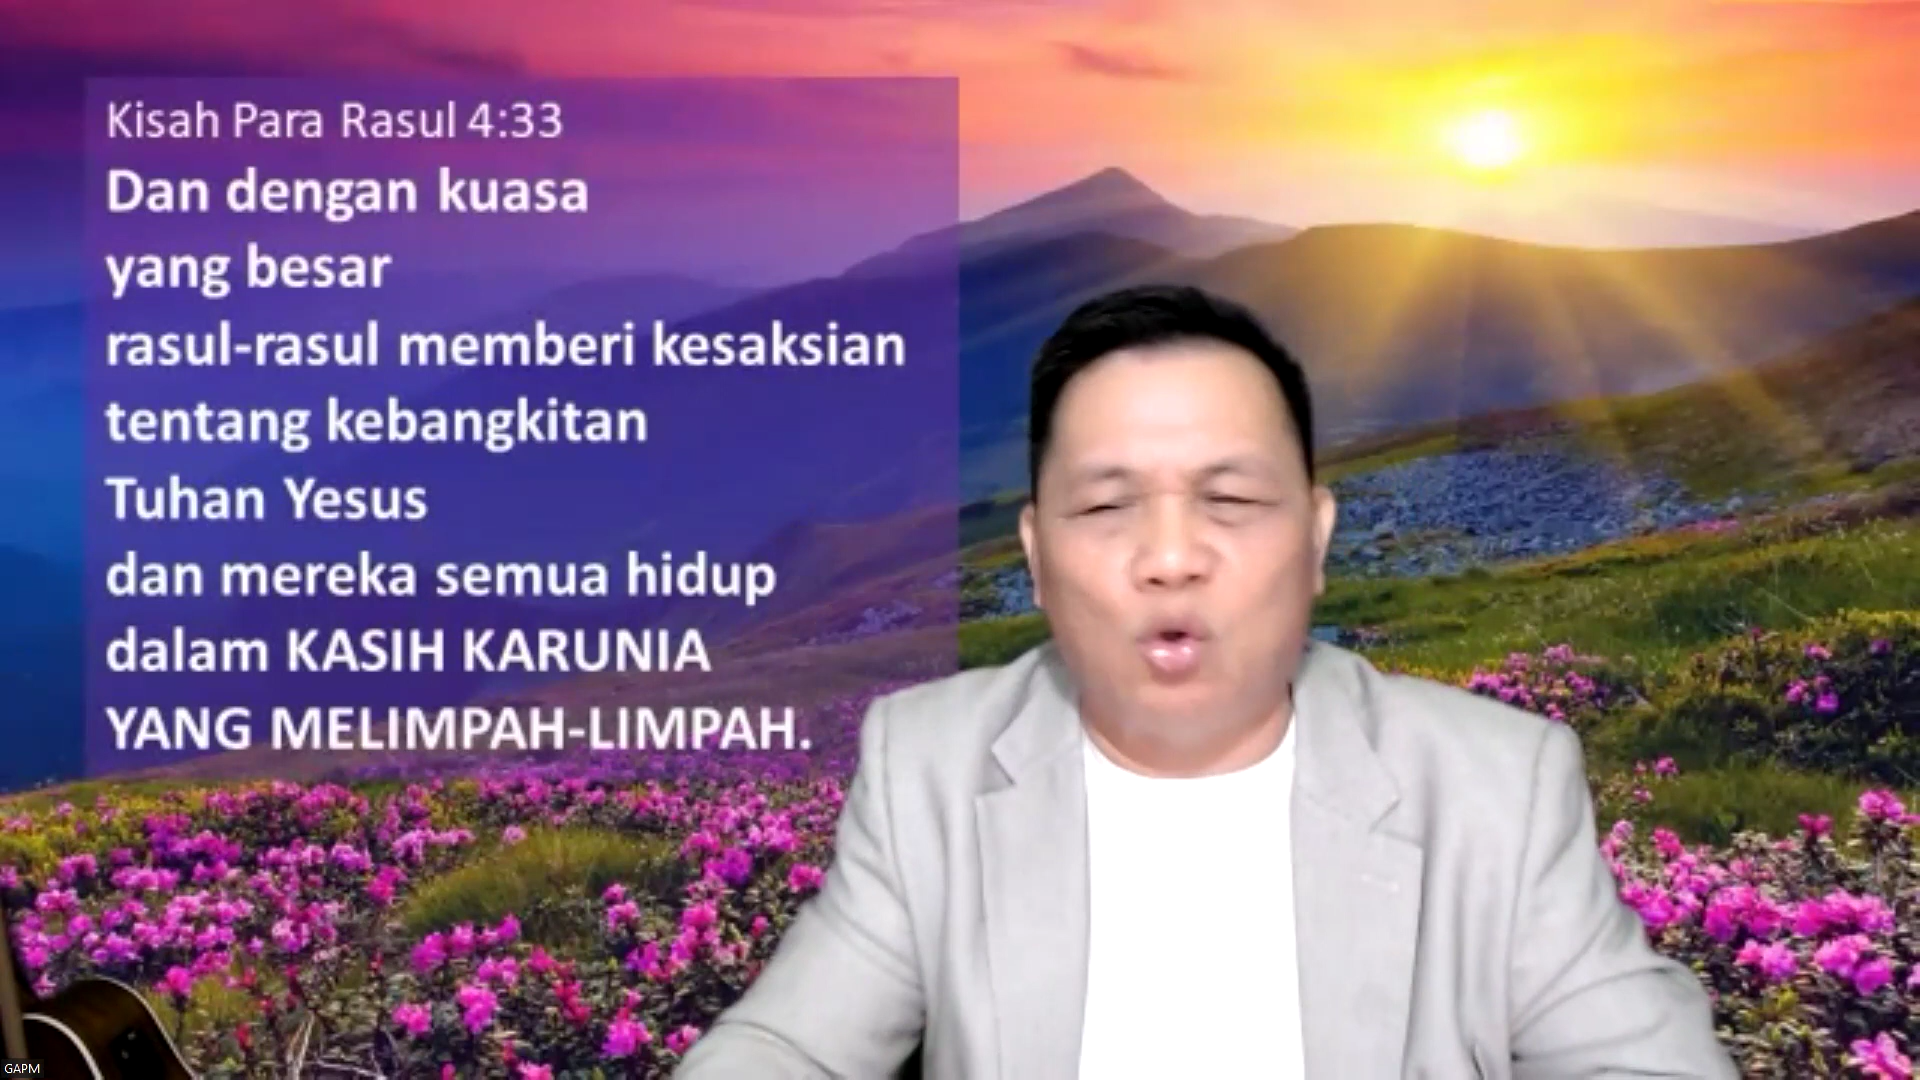 Kisah Para Rasul 4:33
Dan dengan kuasa
yang besar
rasul-rasul memberi kesaksian
tentang kebangkitan
Tuhan Yesus
dan mereka semua hidup
dalam KASIH KARUNIA
YANG MELIMPAH-LIMPAH.
GAPM